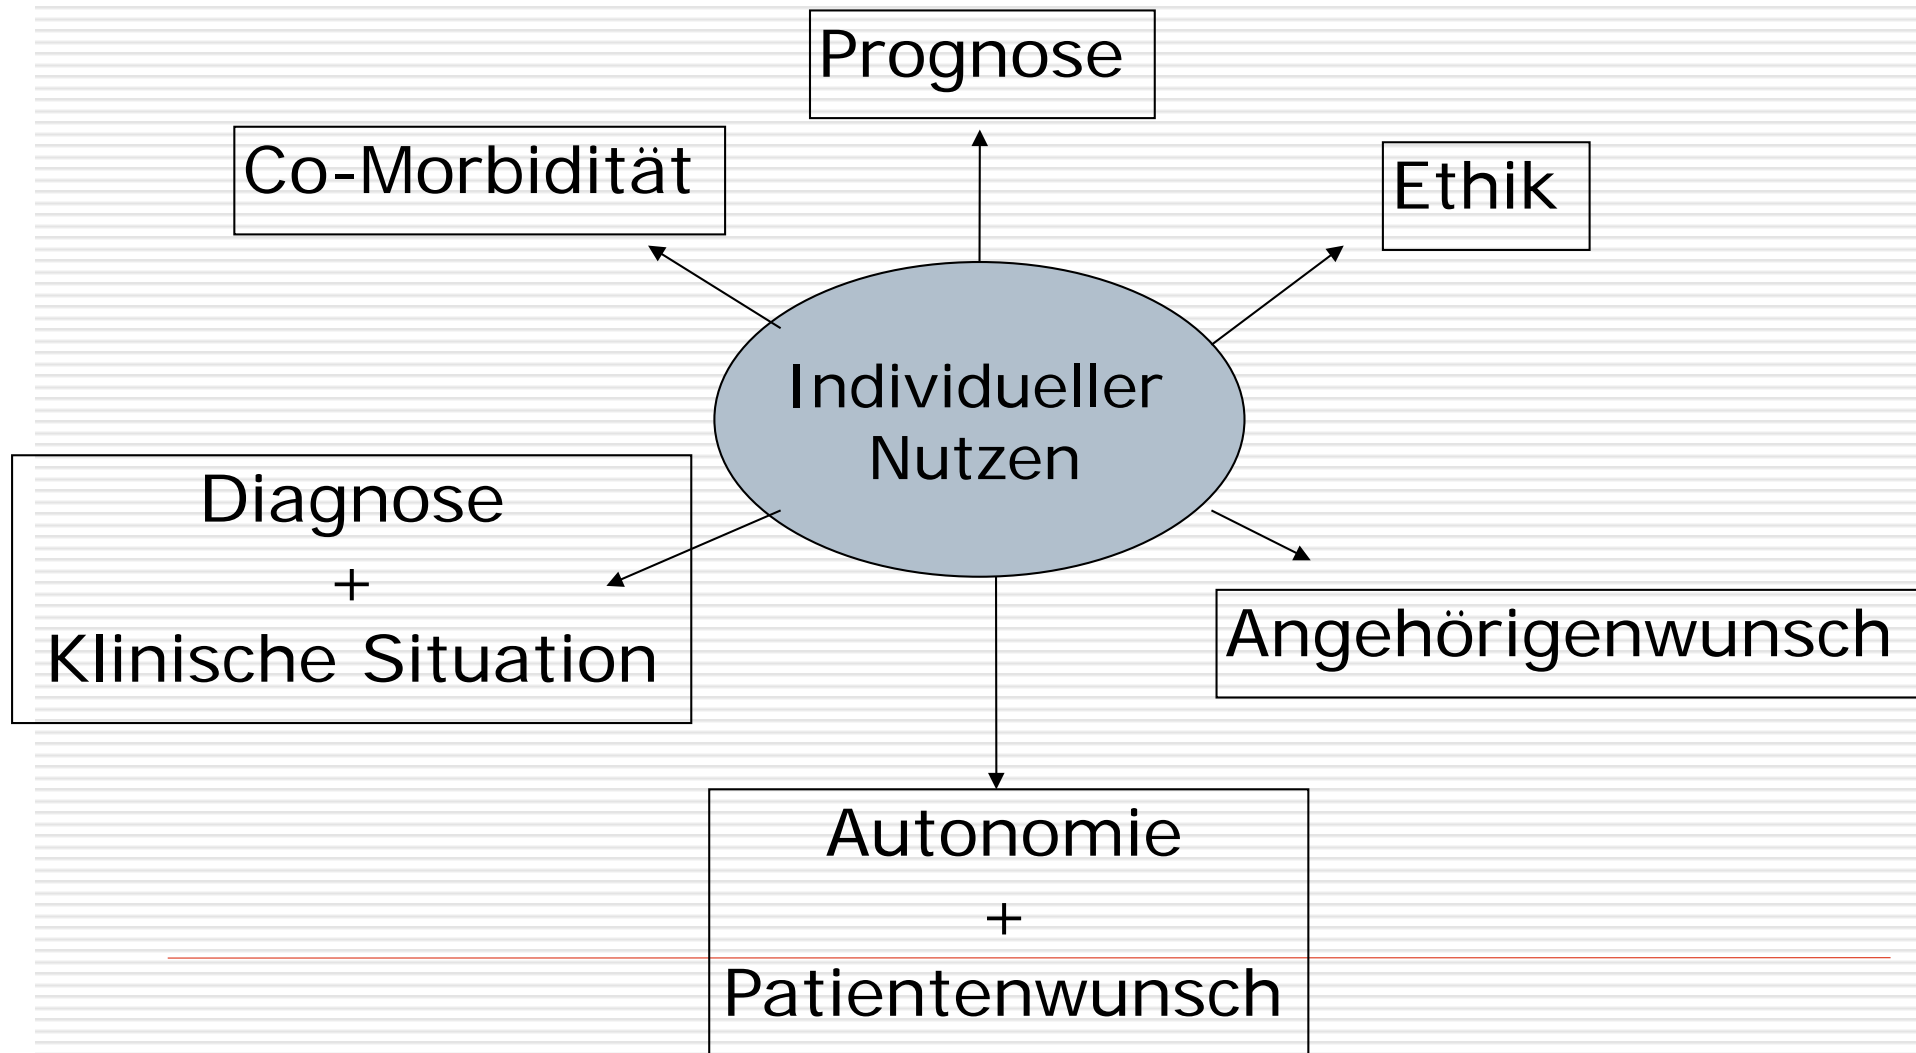 Prognose
Co-Morbidität
Ethik
Individueller
Nutzen
Diagnose
+
Klinische Situation
Angehörigenwunsch
Autonomie
+
Patientenwunsch